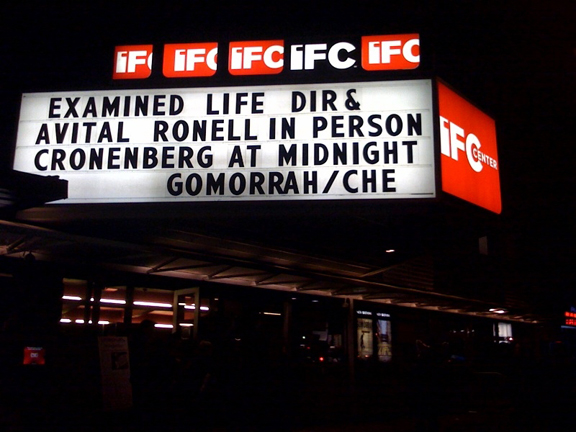 iFC iFC iFC iFC iFC
EXAMINED LIFE DIR&
AVITAL RONELL IN PERSON
CRONENBERG AT MIDNIGHT
GOMORRAH/CHE
iFC
CENTER